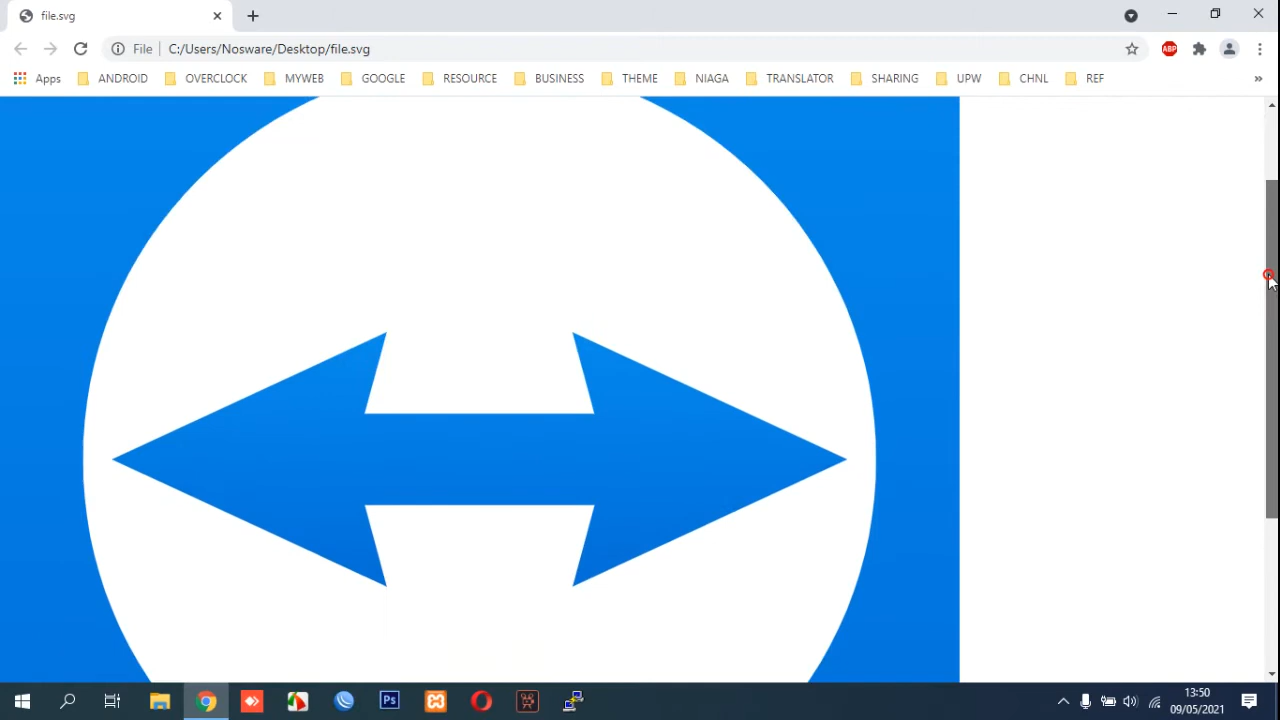 file.svg
File
C:/Users/Nosware/Desktop/file.svg
ABP
Apps
ANDROID
OVERCLOCK
MYWEB
GOOGLE
RESOURCE
BUSINESS
THEME
NIAGA
TRANSLATOR
SHARING
UPW
CHNL
REF
»
Ps
13:50
09/05/2021